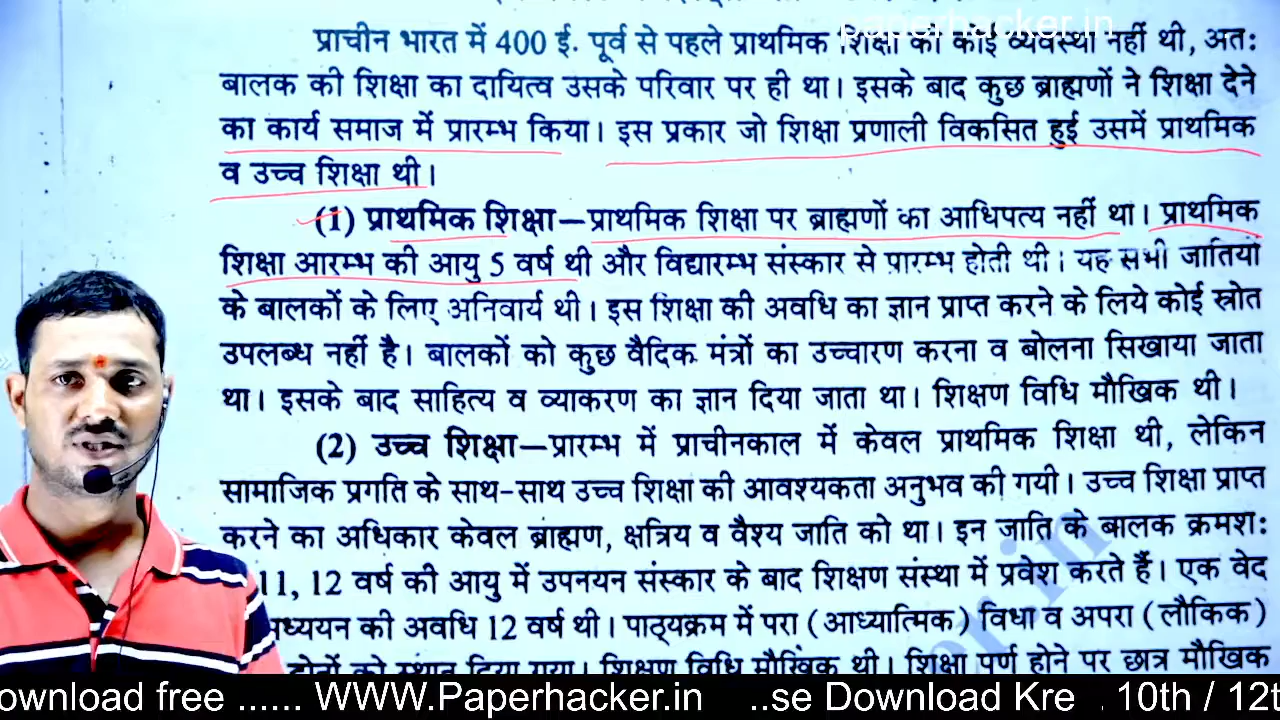 paperhacker.in
प्राचीन भारत में 400 ई. पूर्व से पहले प्राथमिक शिक्षा की कोई व्यवस्था नहीं थी, अतः
बालक की शिक्षा का दायित्व उसके परिवार पर ही था। इसके बाद कुछ ब्राह्मणों ने शिक्षा देने
का कार्य समाज में प्रारम्भ किया। इस प्रकार जो शिक्षा प्रणाली विकसित हुई उसमें प्राथमिक
व उच्च शिक्षा थी।
(1) प्राथमिक शिक्षा—प्राथमिक शिक्षा पर ब्राह्मणों का आधिपत्य नहीं था। प्राथमिक
शिक्षा आरम्भ की आयु 5 वर्ष थी और विद्यारम्भ संस्कार से प्रारम्भ होती थी। यह सभी जातियों
के बालकों के लिए अनिवार्य थी। इस शिक्षा की अवधि का ज्ञान प्राप्त करने के लिये कोई स्रोत
उपलब्ध नहीं है। बालकों को कुछ वैदिक मंत्रों का उच्चारण करना व बोलना सिखाया जाता
था। इसके बाद साहित्य व व्याकरण का ज्ञान दिया जाता था। शिक्षण विधि मौखिक थी।
(2) उच्च शिक्षा—प्रारम्भ में प्राचीनकाल में केवल प्राथमिक शिक्षा थी, लेकिन
सामाजिक प्रगति के साथ-साथ उच्च शिक्षा की आवश्यकता अनुभव की गयी। उच्च शिक्षा प्राप्त
करने का अधिकार केवल ब्राह्मण, क्षत्रिय व वैश्य जाति को था। इन जाति के बालक क्रमशः
11, 12 वर्ष की आयु में उपनयन संस्कार के बाद शिक्षण संस्था में प्रवेश करते हैं। एक वेद
की अवधि 12 वर्ष थी। पाठ्यक्रम में परा (आध्यात्मिक) विधा व अपरा (लौकिक)
दोनों को स्थान दिया गया। शिक्षण विधि मौखिक थी। शिक्षा पूर्ण होने पर छात्र मौखिक
ownload free ...... WWW.Paperhacker.in ..se Download Kre . 10th / 12t